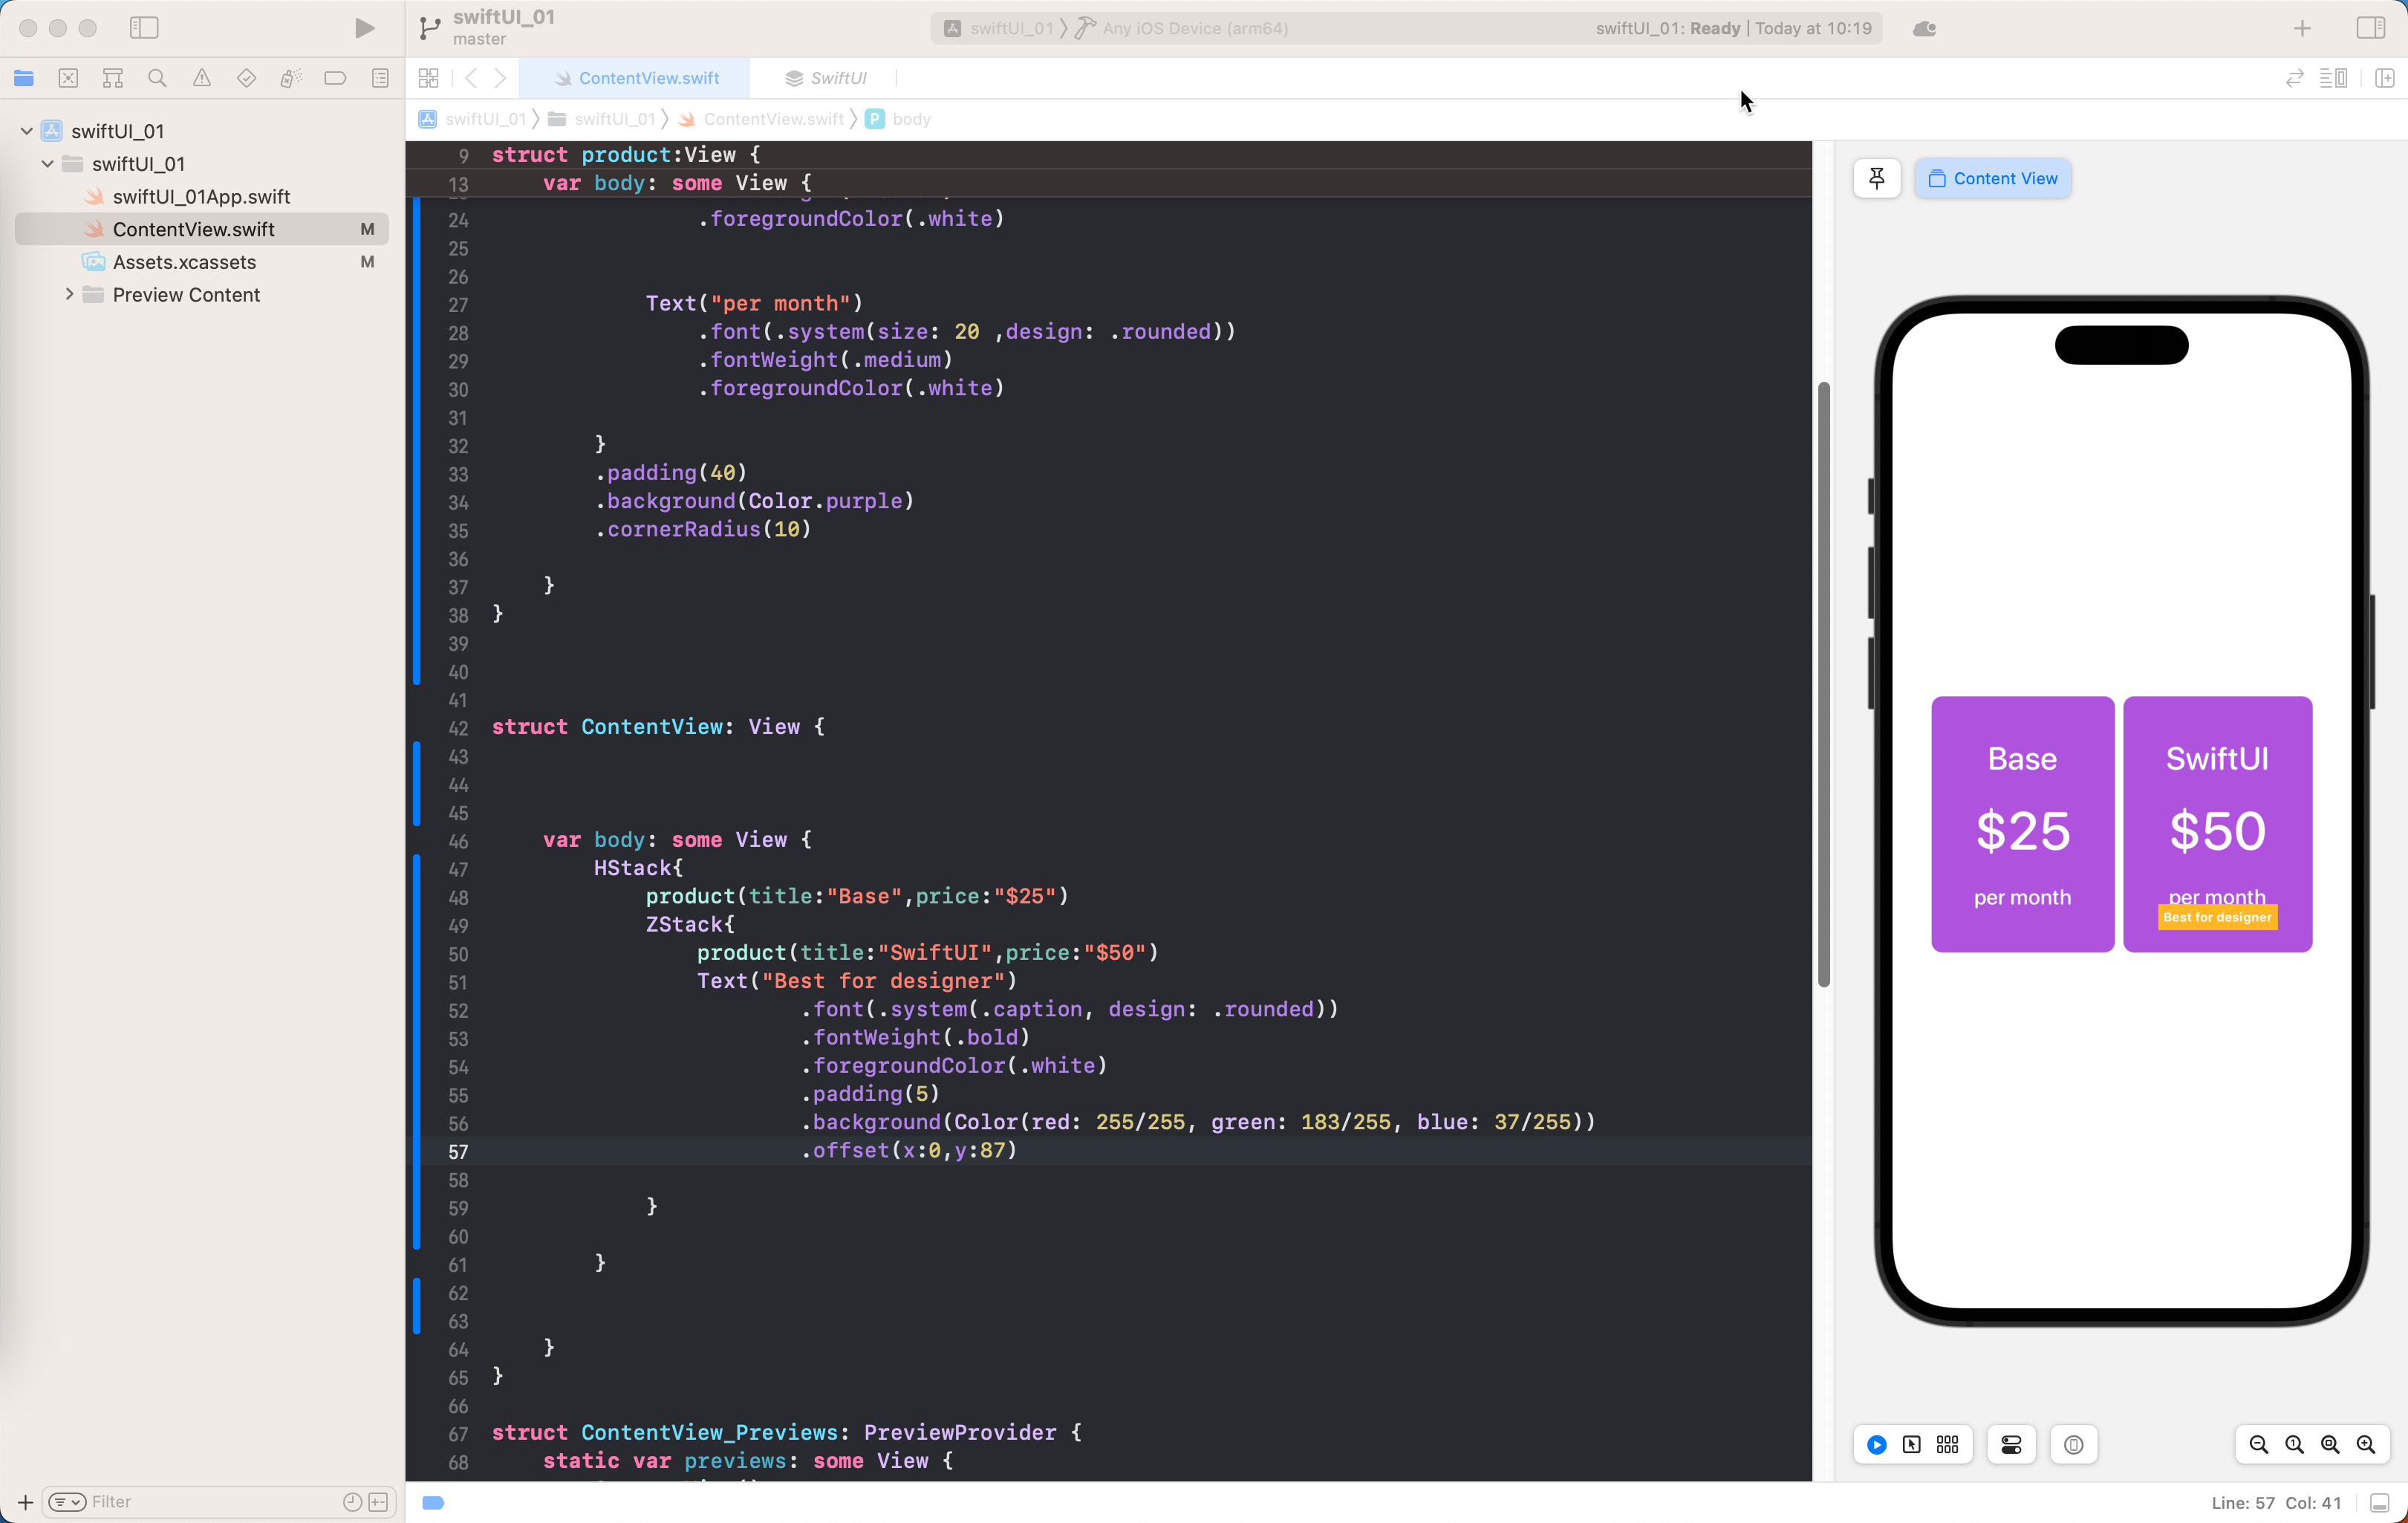 swiftUI_01
master
swiftUI_01 Any iOS Device (arm64)
swiftUI_01: Ready | Today at 10:19
ContentView.swift
SwiftUI
swiftUI_01 swiftUI_01 ContentView.swift P body
swiftUI_01
swiftUI_01
swiftUI_01App.swift
ContentView.swift M
Assets.xcassets M
Preview Content
Filter
9 struct product:View {
13 var body: some View {
24 .foregroundColor(.white)
25
26
27 Text("per month")
28 .font(.system(size: 20 ,design: .rounded))
29 .fontWeight(.medium)
30 .foregroundColor(.white)
31
32 }
33 .padding(40)
34 .background(Color.purple)
35 .cornerRadius(10)
36
37 }
38 }
39
40
41
42 struct ContentView: View {
43
44
45
46 var body: some View {
47 HStack{
48 product(title:"Base",price:"$25")
49 ZStack{
50 product(title:"SwiftUI",price:"$50")
51 Text("Best for designer")
52 .font(.system(.caption, design: .rounded))
53 .fontWeight(.bold)
54 .foregroundColor(.white)
55 .padding(5)
56 .background(Color(red: 255/255, green: 183/255, blue: 37/255))
57 .offset(x:0,y:87)
58
59 }
60
61 }
62
63
64 }
65 }
66
67 struct ContentView_Previews: PreviewProvider {
68 static var previews: some View {
Content View
Base
$25
per month
SwiftUI
$50
per month
Best for designer
Line: 57 Col: 41